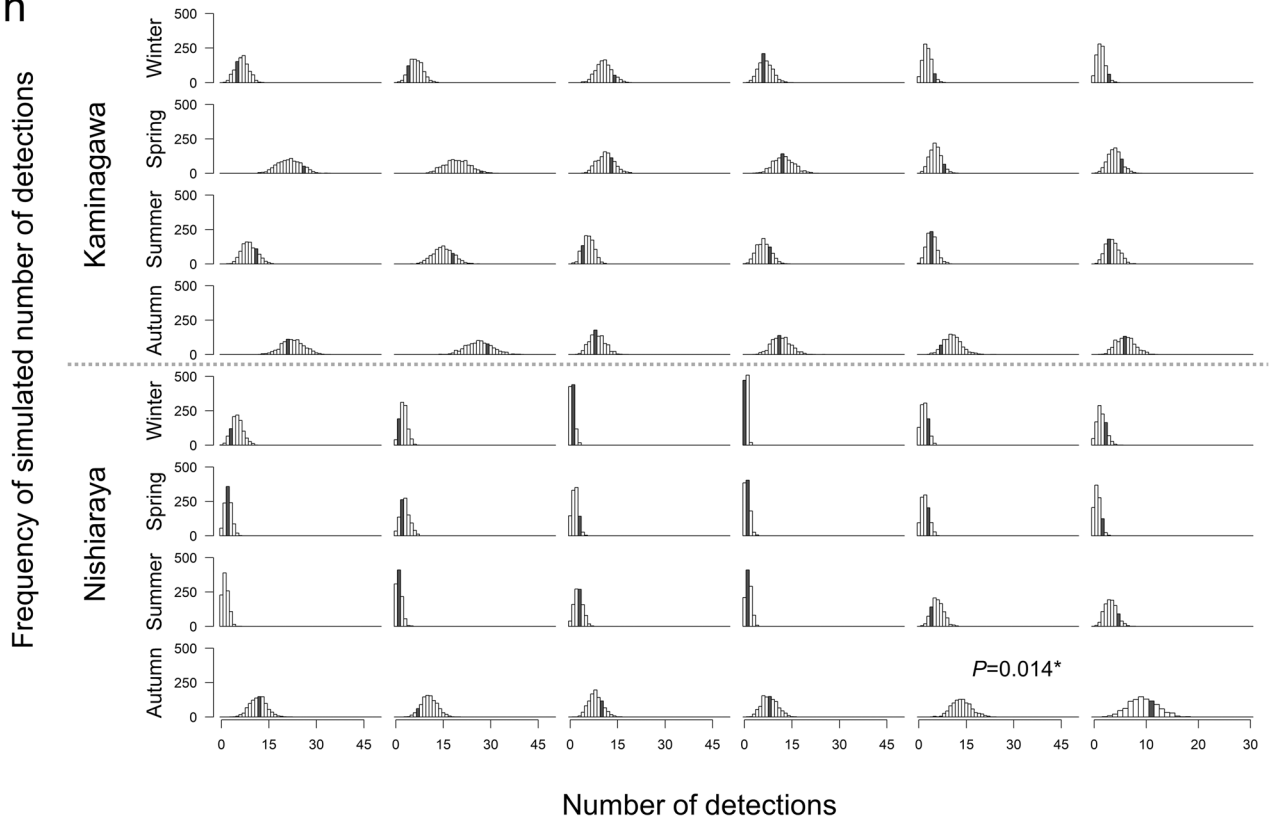 h
Frequency of simulated number of detections
Kaminagawa
Winter
500
250
0
Spring
500
250
0
Summer
500
250
0
Autumn
500
250
0
Nishiaraya
Winter
500
250
0
Spring
500
250
0
Summer
500
250
0
Autumn
500
250
0
P=0.014*
0 15 30 45 0 15 30 45 0 15 30 45 0 15 30 45 0 15 30 45 0 10 20 30
Number of detections